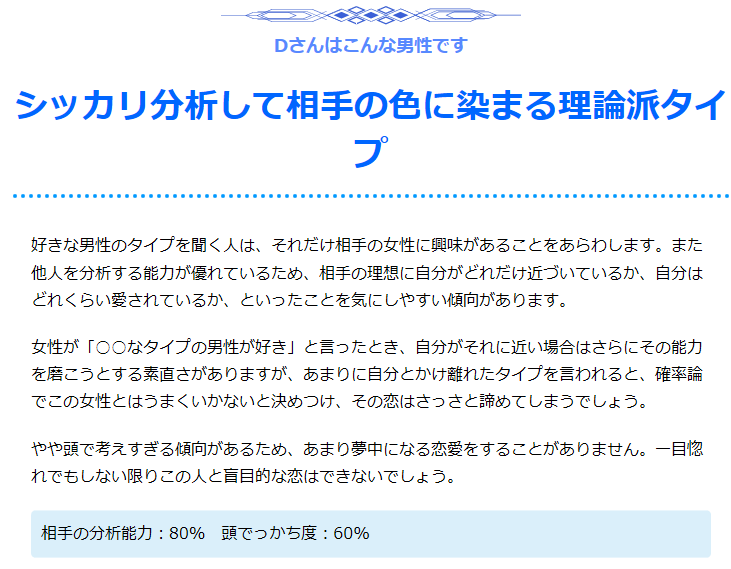 Dさんはこんな男性です
シッカリ分析して相手の色に染まる理論派タイ
プ
好きな男性のタイプを聞く人は、それだけ相手の女性に興味があることをあらわします。また
他人を分析する能力が優れているため、相手の理想に自分がどれだけ近づいているか、自分は
どれくらい愛されているか、といったことを気にしやすい傾向があります。
女性が「○○なタイプの男性が好き」と言ったとき、自分がそれに近い場合はさらにその能力
を磨こうとする素直さがありますが、あまりに自分とかけ離れたタイプを言われると、確率論
でこの女性とはうまくいかないと決めつけ、その恋はさっさと諦めてしまうでしょう。
やや頭で考えすぎる傾向があるため、あまり夢中になる恋愛をすることがありません。一目惚
れでもしない限りこの人と盲目的な恋はできないでしょう。
相手の分析能力：80%　頭でっかち度：60%